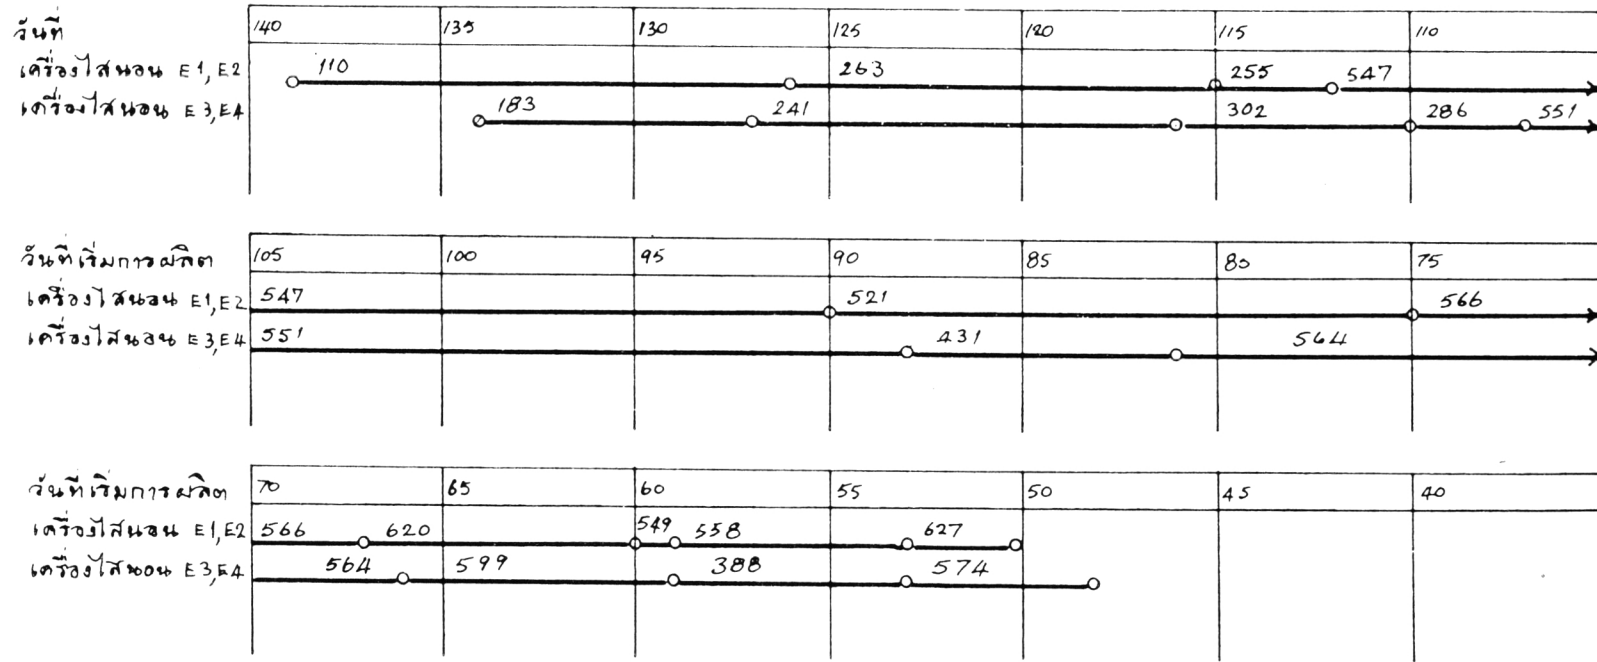 วันที่ 140 135 130 125 120 115 110
เครื่องไสนอน E1,E2 110 263 255 547
เครื่องไสนอน E3,E4 183 241 302 286 551
วันที่เริ่มการผลิต 105 100 95 90 85 80 75
เครื่องไสนอน E1,E2 547 521 566
เครื่องไสนอน E3,E4 551 431 564
วันที่เริ่มการผลิต 70 65 60 55 50 45 40
เครื่องไสนอน E1,E2 566 620 549 558 627
เครื่องไสนอน E3,E4 564 599 388 574